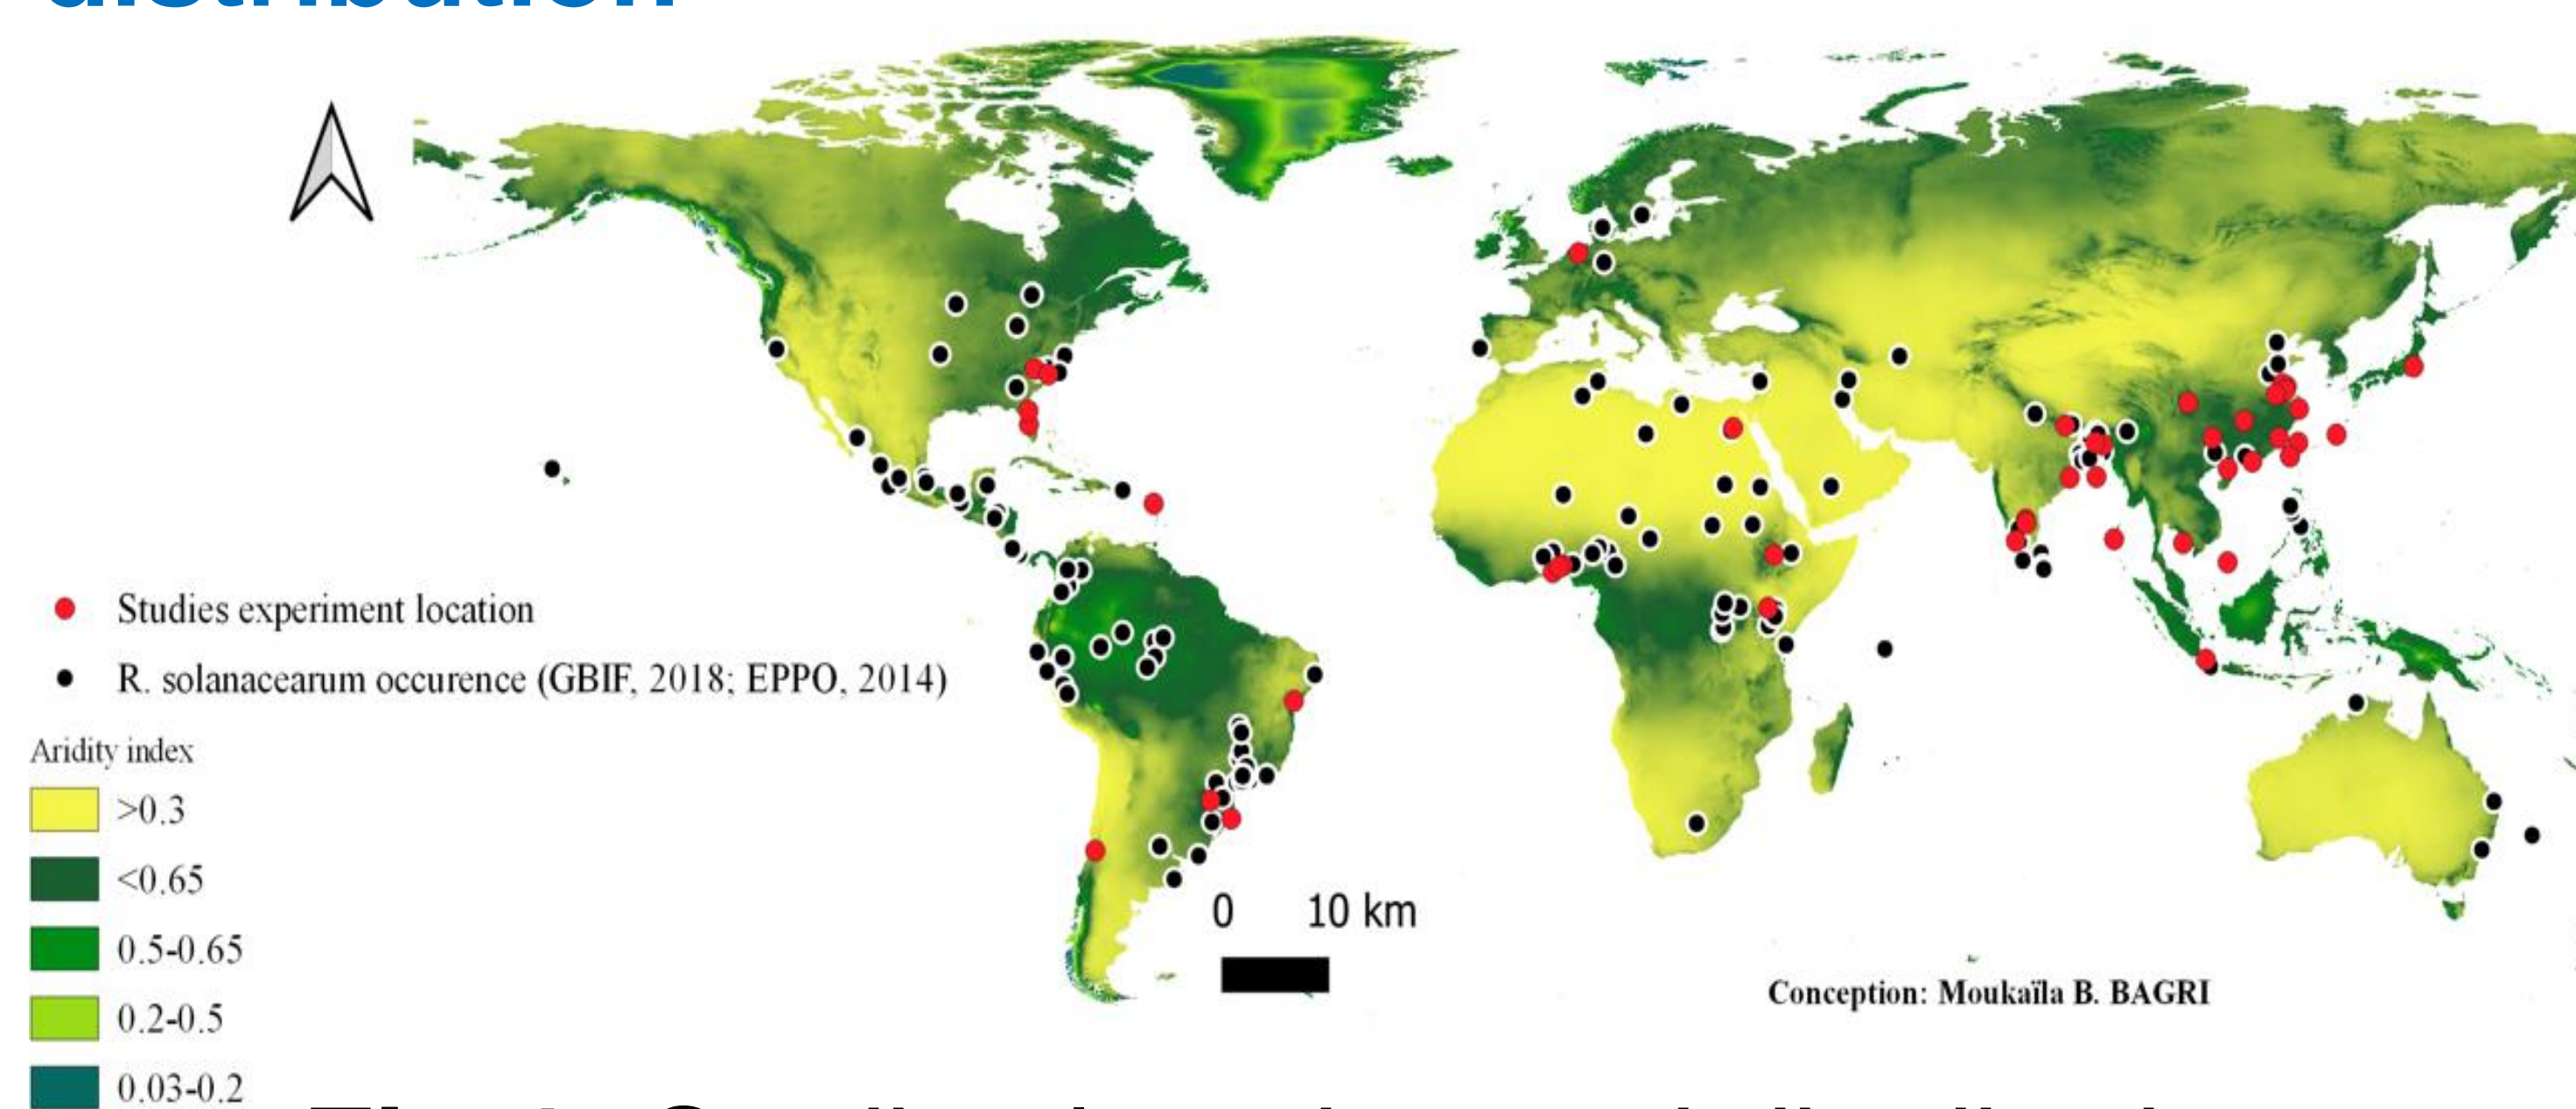 distribution
Studies experiment location
R. solanacearum occurence (GBIF, 2018; EPPO, 2014)
Aridity index
>0.3
<0.65
0.5-0.65
0.2-0.5
0.03-0.2
0 10 km
Conception: Moukaïla B. BAGRI